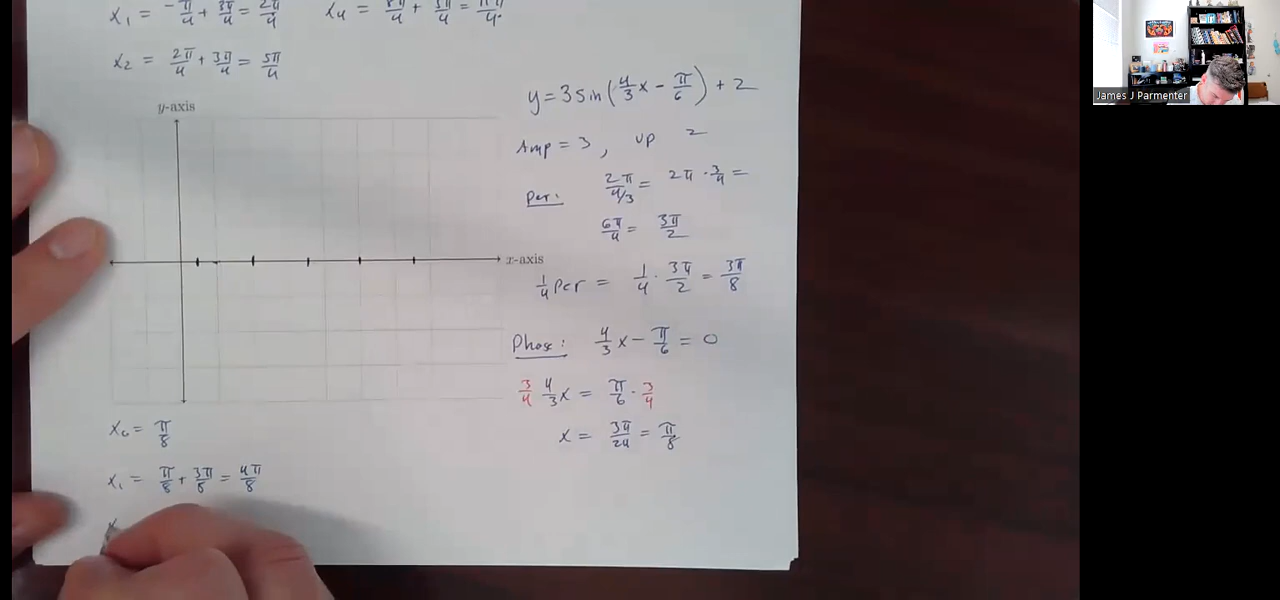 x₁ = -π/4 + 3π/4 = 2π/4
x₄ = 8π/4 + 3π/4 = 11π/4
x₂ = 2π/4 + 3π/4 = 5π/4
y-axis
x-axis
y = 3 sin(4/3 x - π/6) + 2
Amp = 3, up 2
Per: 2π/4/3 = 2π · 3/4 =
6π/4 = 3π/2
1/4 Per = 1/4 · 3π/2 = 3π/8
Phase: 4/3 x - π/6 = 0
3/4 4/3 x = π/6 · 3/4
x = 3π/24 = π/8
x₀ = π/8
x₁ = π/8 + 3π/8 = 4π/8
x
James J Parmenter